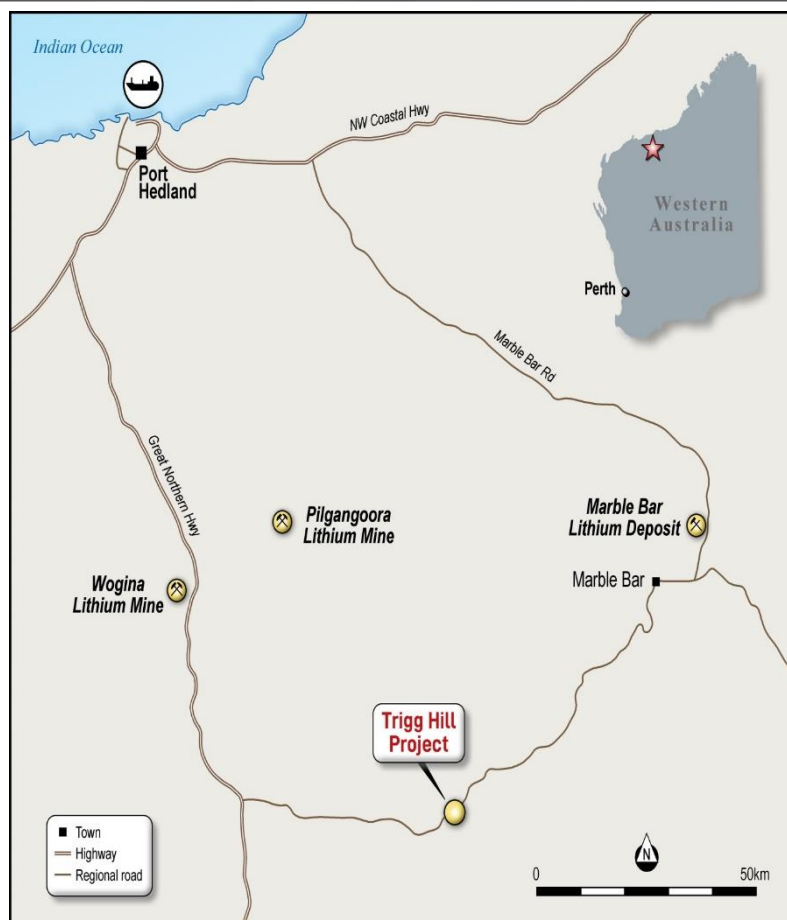 Indian Ocean
NW Coastal Hwy
Port
Hedland
Western
Australia
Perth
Marble Bar Rd
Great Northern Hwy
Pilgangoora
Lithium Mine
Marble Bar
Lithium Deposit
Wogina
Lithium Mine
Marble Bar
Trigg Hill
Project
Town
Highway
Regional road
N
0
50km